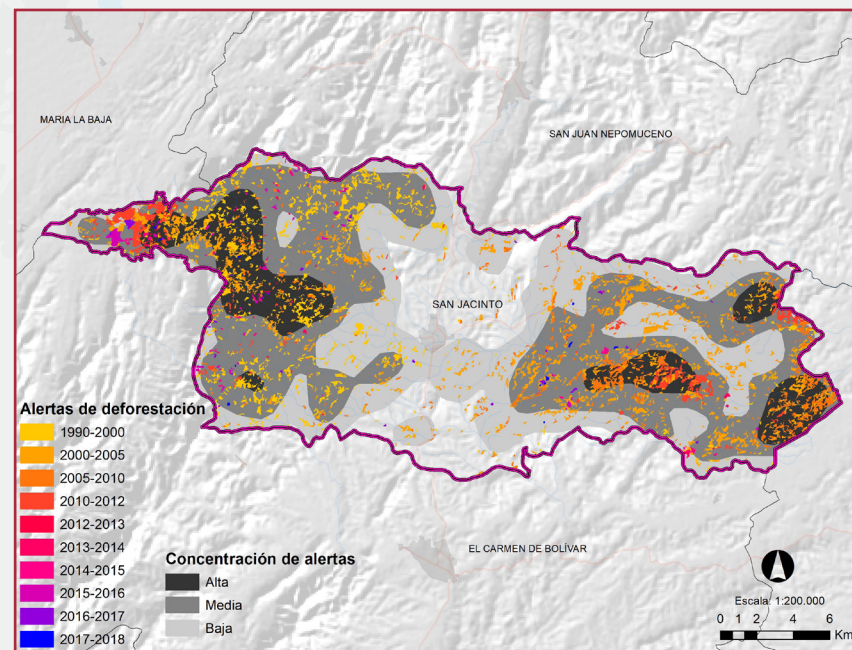 MARIA LA BAJA
SAN JUAN NEPOMUCENO
SAN JACINTO
EL CARMEN DE BOLÍVAR
Alertas de deforestación
1990-2000
2000-2005
2005-2010
2010-2012
2012-2013
2013-2014
2014-2015
2015-2016
2016-2017
2017-2018
Concentración de alertas
Alta
Media
Baja
Escala: 1:200.000
0 1 2 4 6
Km